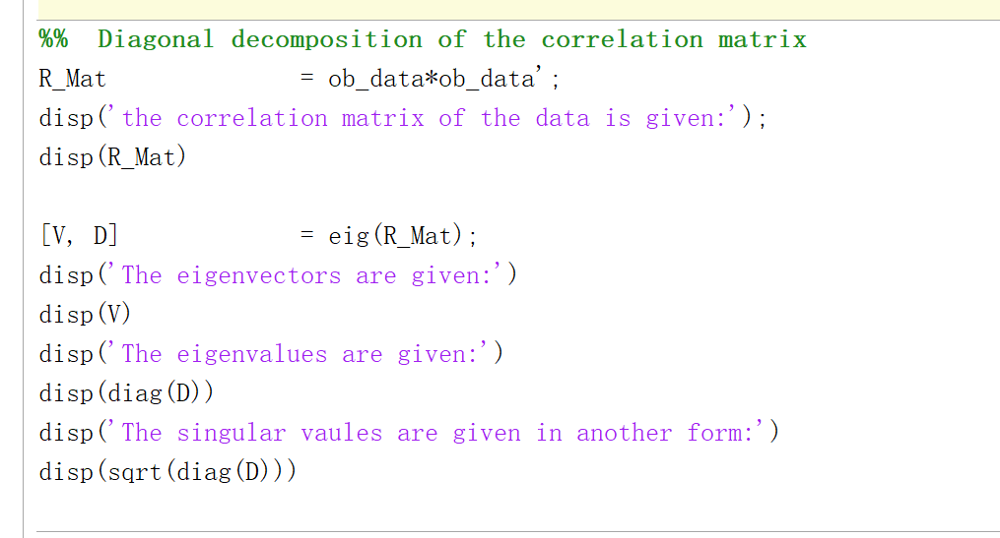 %% Diagonal decomposition of the correlation matrix
R_Mat = ob_data*ob_data';
disp('the correlation matrix of the data is given:');
disp(R_Mat)
[V, D] = eig(R_Mat);
disp('The eigenvectors are given:')
disp(V)
disp('The eigenvalues are given:')
disp(diag(D))
disp('The singular vaules are given in another form:')
disp(sqrt(diag(D)))